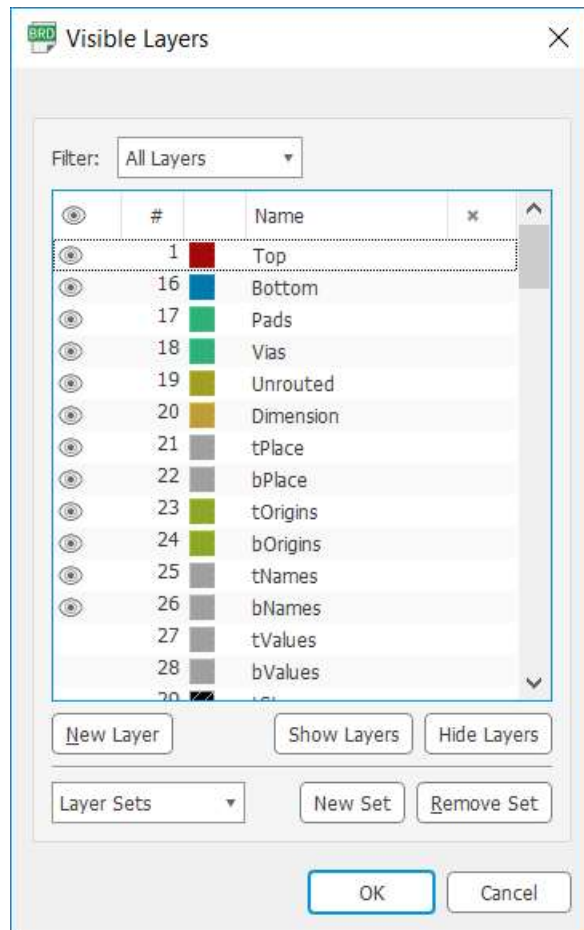 BRD Visible Layers
Filter: All Layers
# Name
1 Top
16 Bottom
17 Pads
18 Vias
19 Unrouted
20 Dimension
21 tPlace
22 bPlace
23 tOrigins
24 bOrigins
25 tNames
26 bNames
27 tValues
28 bValues
New Layer Show Layers Hide Layers
Layer Sets New Set Remove Set
OK Cancel